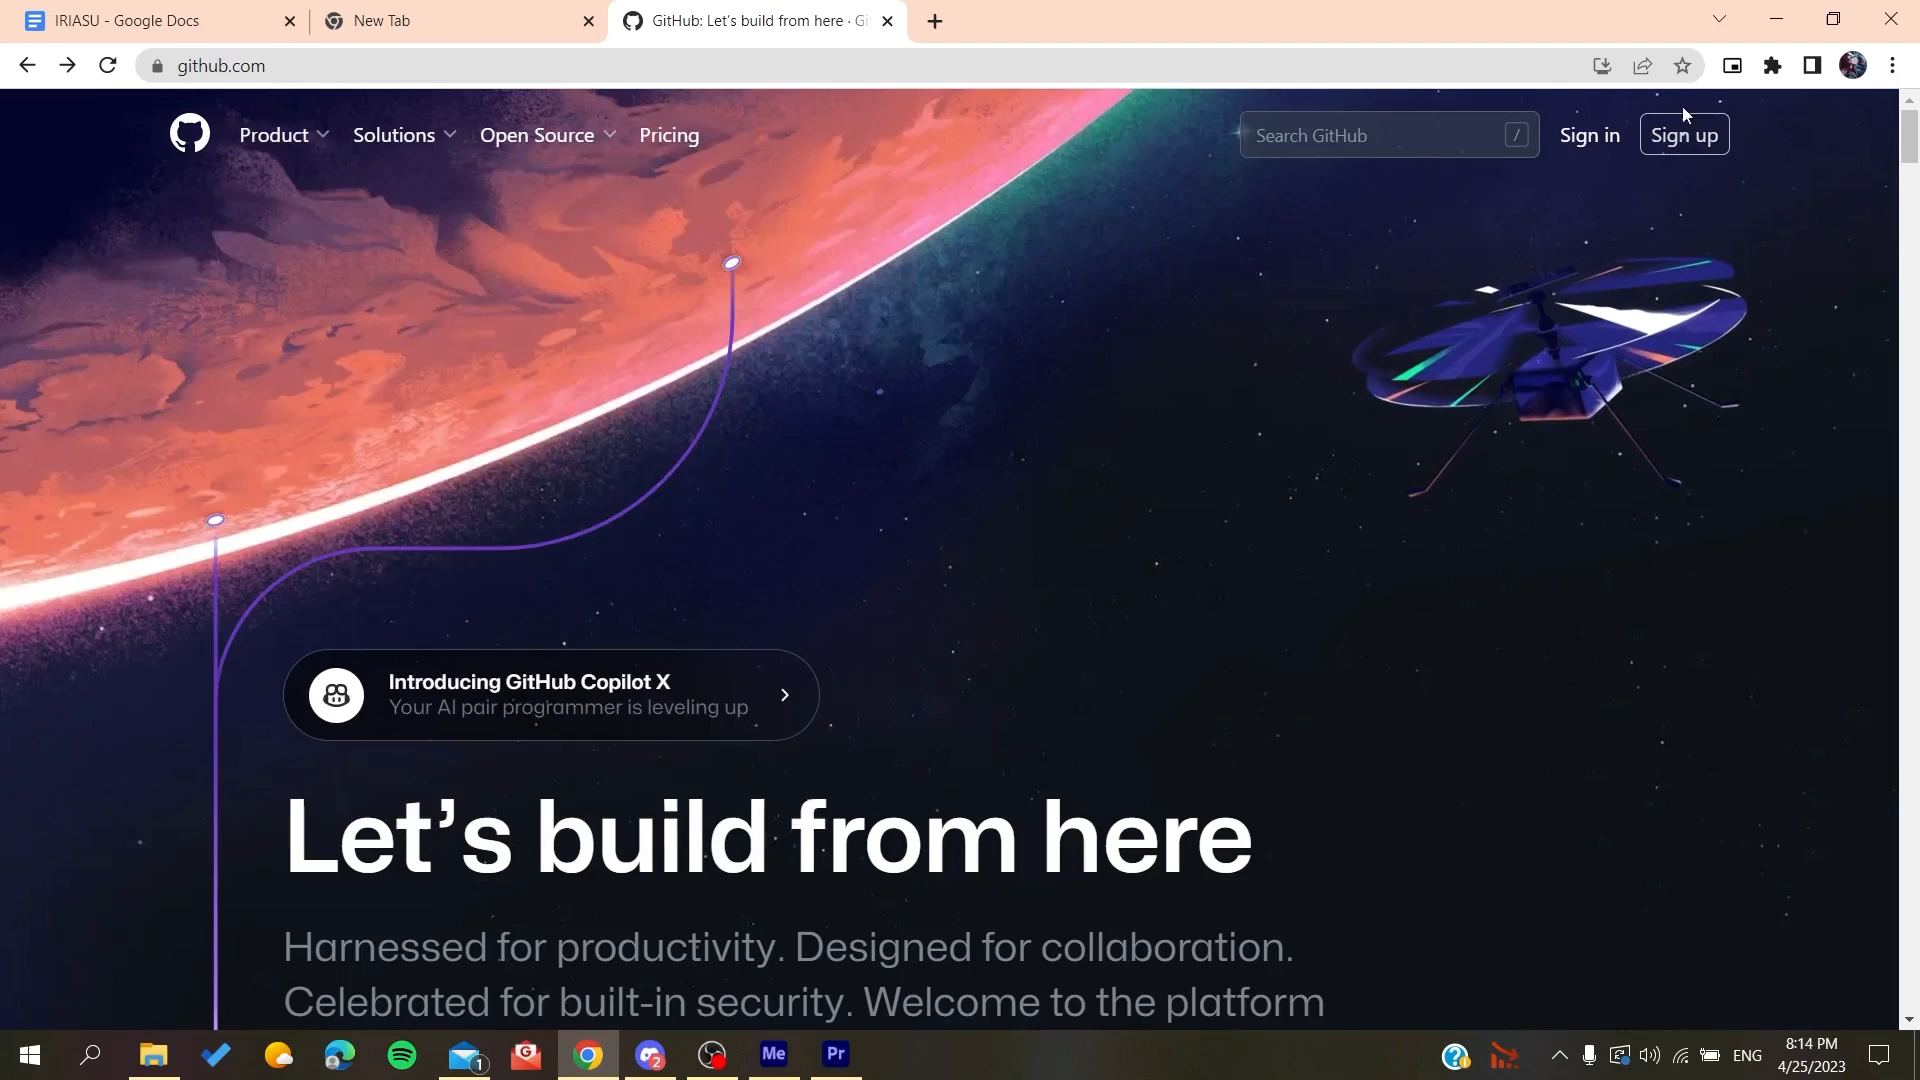 IRIASU - Google Docs
New Tab
GitHub: Let's build from here · Gi
github.com
Product
Solutions
Open Source
Pricing
Search GitHub
/
Sign in
Sign up
Introducing GitHub Copilot X
Your AI pair programmer is leveling up
Let’s build from here
Harnessed for productivity. Designed for collaboration.
Celebrated for built-in security. Welcome to the platform
1
G
2
Me
Pr
ENG
8:14 PM
4/25/2023